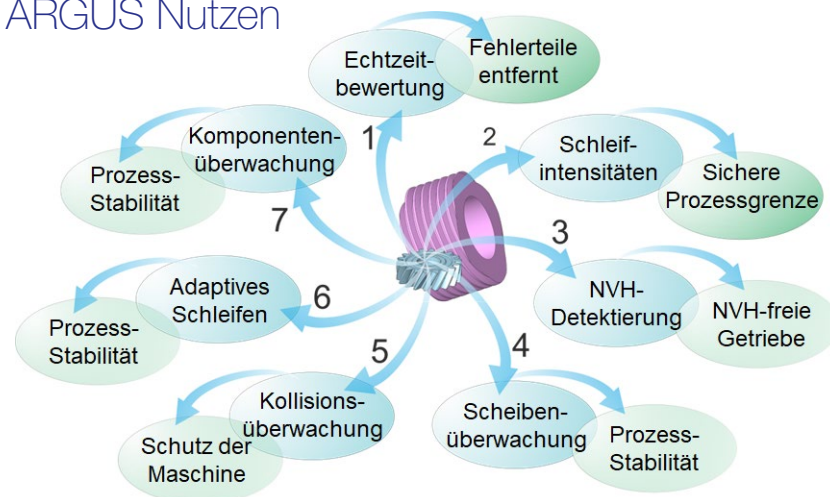 ARGUS Nutzen
1
Echtzeit-
bewertung
Fehlerteile
entfernt
2
Schleif-
intensitäten
Sichere
Prozessgrenze
3
NVH-
Detektierung
NVH-freie
Getriebe
4
Scheiben-
überwachung
Prozess-
Stabilität
5
Kollisions-
überwachung
Schutz der
Maschine
6
Adaptives
Schleifen
Prozess-
Stabilität
7
Komponenten-
überwachung
Prozess-
Stabilität